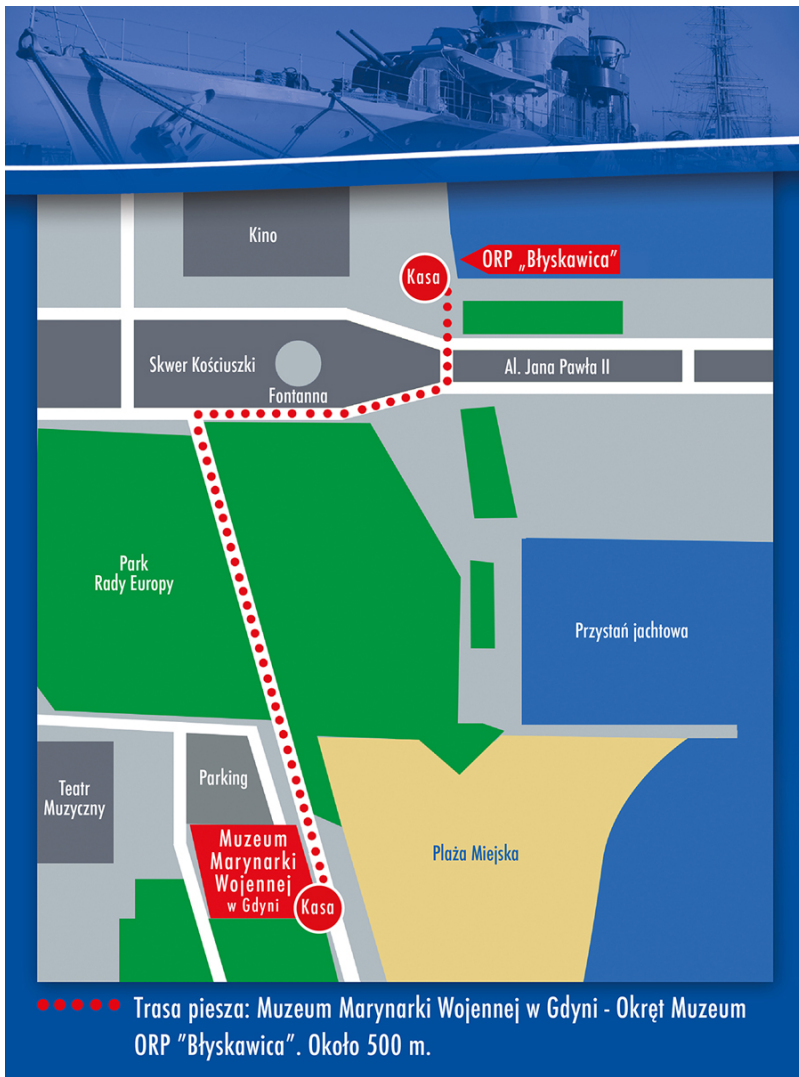 Kino
ORP „Błyskawica”
Kasa
Skwer Kościuszki
Al. Jana Pawła II
Fontanna
Park
Rady Europy
Przystań jachtowa
Teatr
Muzyczny
Parking
Muzeum
Marynarki
Wojennej
w Gdyni
Kasa
Plaża Miejska
Trasa piesza: Muzeum Marynarki Wojennej w Gdyni - Okręt Muzeum
ORP ”Błyskawica”. Około 500 m.